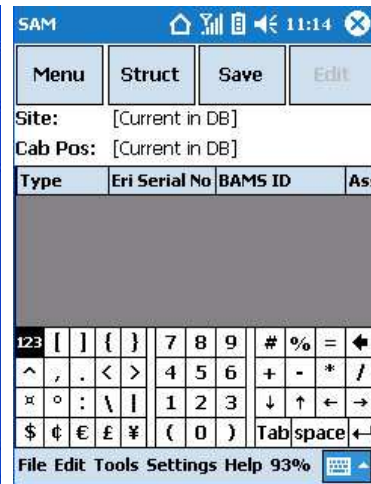 SAM 11:14
Menu Struct Save Edit
Site: [Current in DB]
Cab Pos: [Current in DB]
Type Eri Serial No BAMS ID As
123 [ ] { } 7 8 9 # % = ←
^ , . < > 4 5 6 + - * /
¤ ° : \ | 1 2 3 ↓ ↑ ← →
$ ¢ € £ ¥ ( 0 ) Tab space ↵
File Edit Tools Settings Help 93%